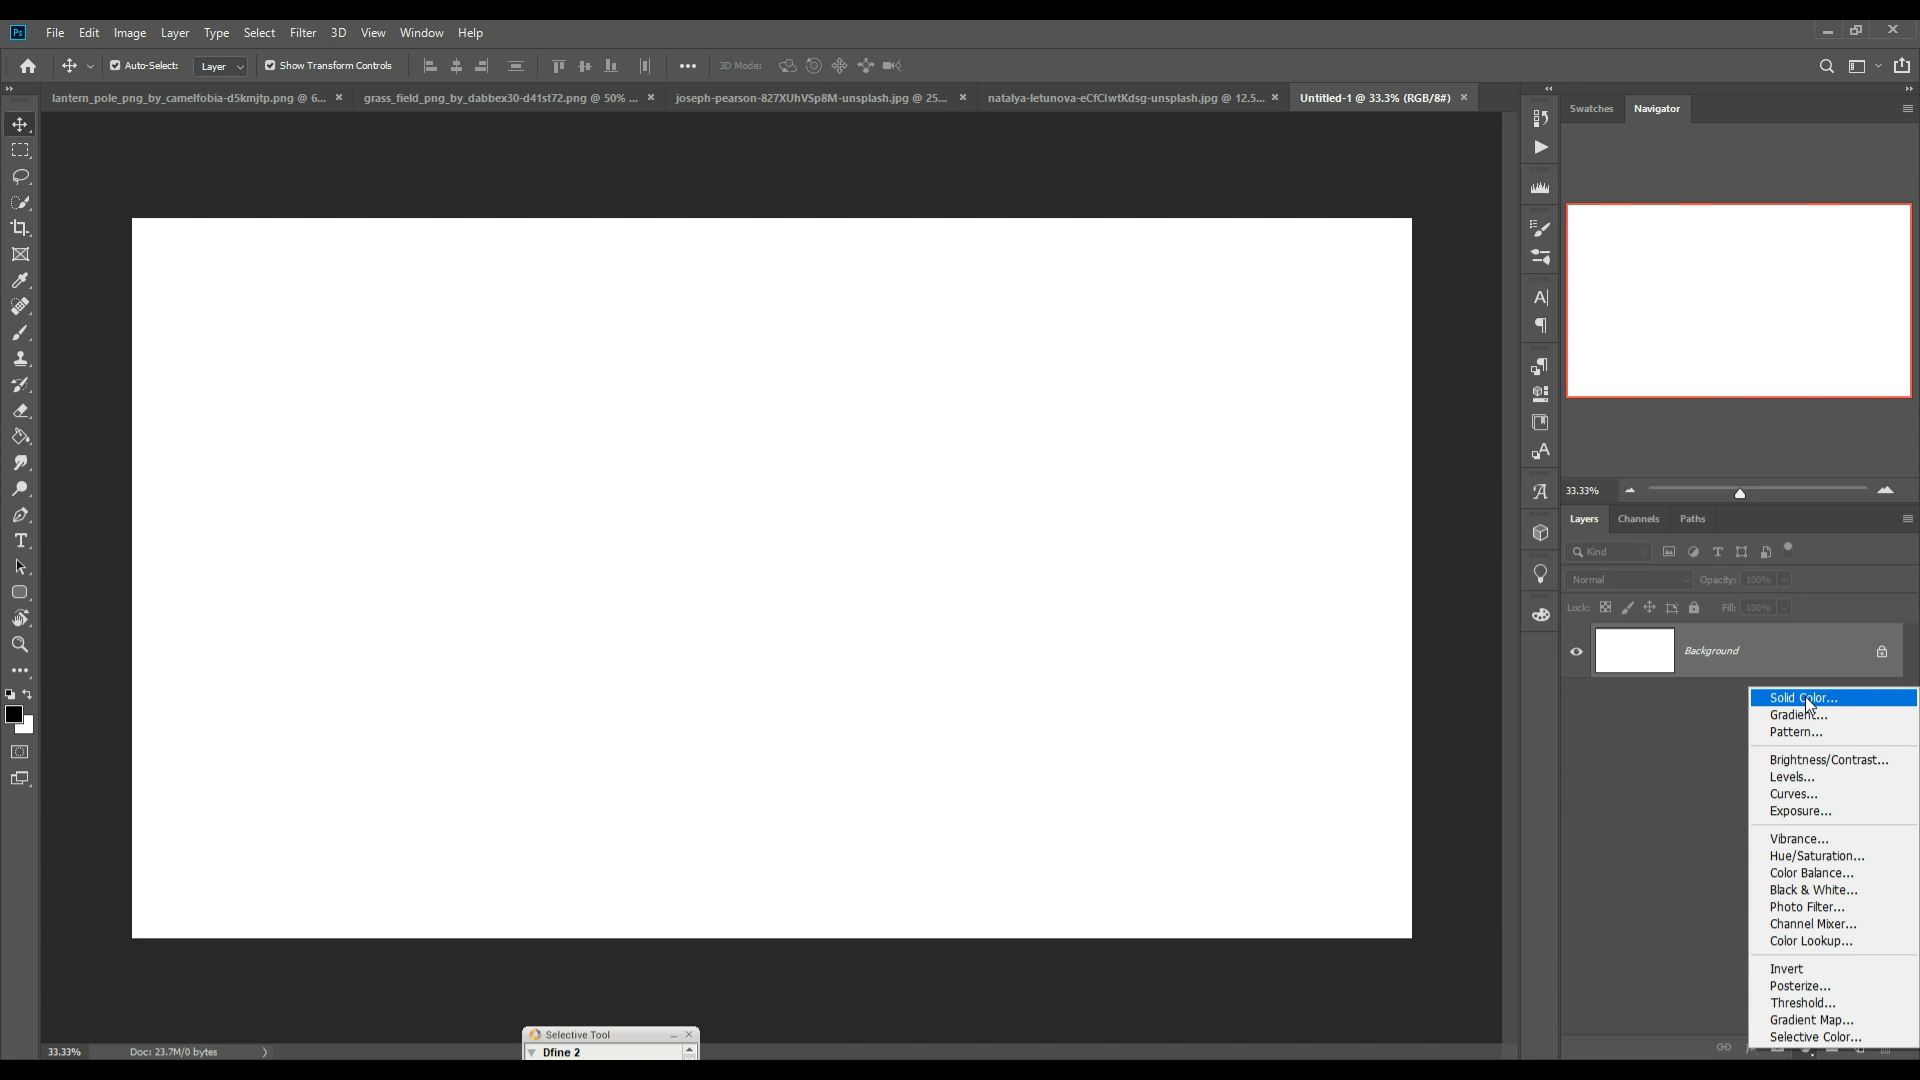 Ps File Edit Image Layer Type Select Filter 3D View Window Help
Auto-Select: Layer Show Transform Controls 3D Mode:
lantern_pole_png_by_camelfobia-d5kmjtp.png @ 6... grass_field_png_by_dabbex30-d41st72.png @ 50% ... joseph-pearson-827XUhVSp8M-unsplash.jpg @ 25... natalya-letunova-eCfClwtKdsg-unsplash.jpg @ 12.5... Untitled-1 @ 33.3% (RGB/8#)
Swatches Navigator
33.33%
Layers Channels Paths
Kind
Normal Opacity: 100%
Lock: Fill: 100%
Background
Solid Color...
Gradient...
Pattern...
Brightness/Contrast...
Levels...
Curves...
Exposure...
Vibrance...
Hue/Saturation...
Color Balance...
Black & White...
Photo Filter...
Channel Mixer...
Color Lookup...
Invert
Posterize...
Threshold...
Gradient Map...
Selective Color...
Selective Tool
Dfine 2
33.33% Doc: 23.7M/0 bytes